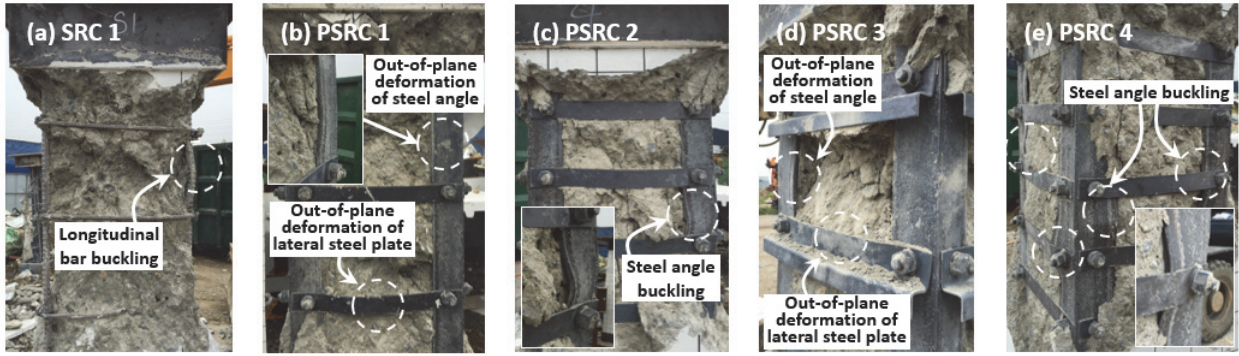 (a) SRC 1
S1
Longitudinal
bar buckling
(b) PSRC 1
Out-of-plane
deformation
of steel angle
Out-of-plane
deformation of
lateral steel plate
(c) PSRC 2
Steel angle
buckling
(d) PSRC 3
Out-of-plane
deformation
of steel angle
Out-of-plane
deformation of
lateral steel plate
(e) PSRC 4
Steel angle buckling